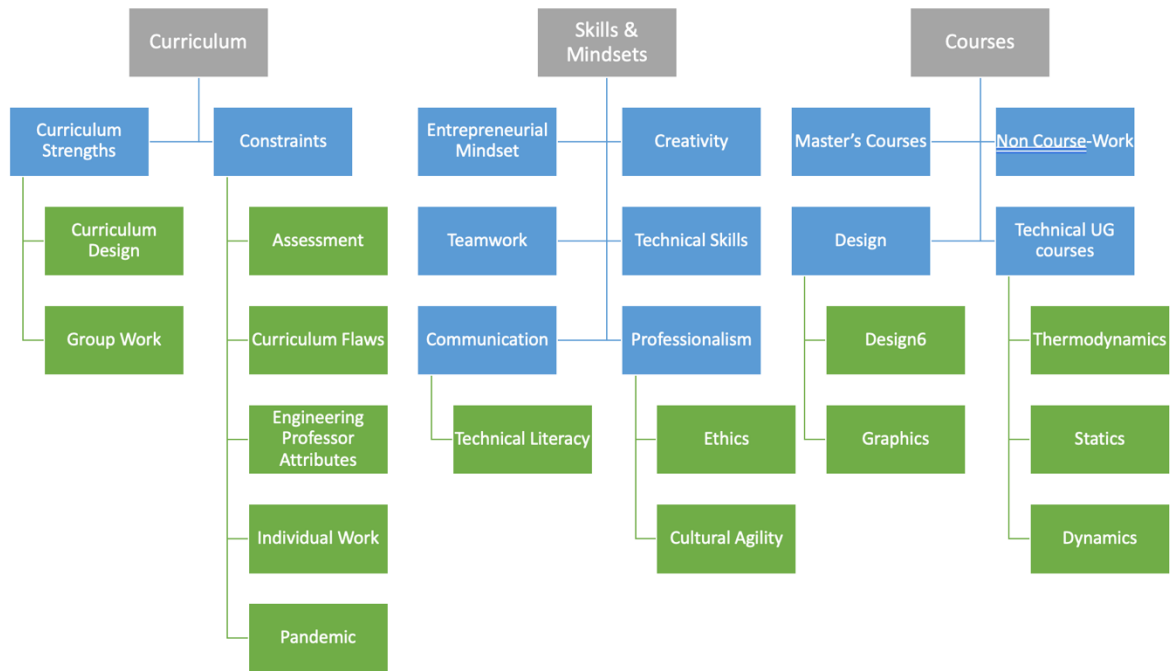 Curriculum
Skills &
Mindsets
Courses
Curriculum
Strengths
Constraints
Entrepreneurial
Mindset
Creativity
Master's Courses
Non Course-Work
Curriculum
Design
Assessment
Teamwork
Technical Skills
Design
Technical UG
courses
Group Work
Curriculum Flaws
Communication
Professionalism
Design6
Thermodynamics
Engineering
Professor
Attributes
Technical Literacy
Ethics
Graphics
Statics
Individual Work
Cultural Agility
Dynamics
Pandemic